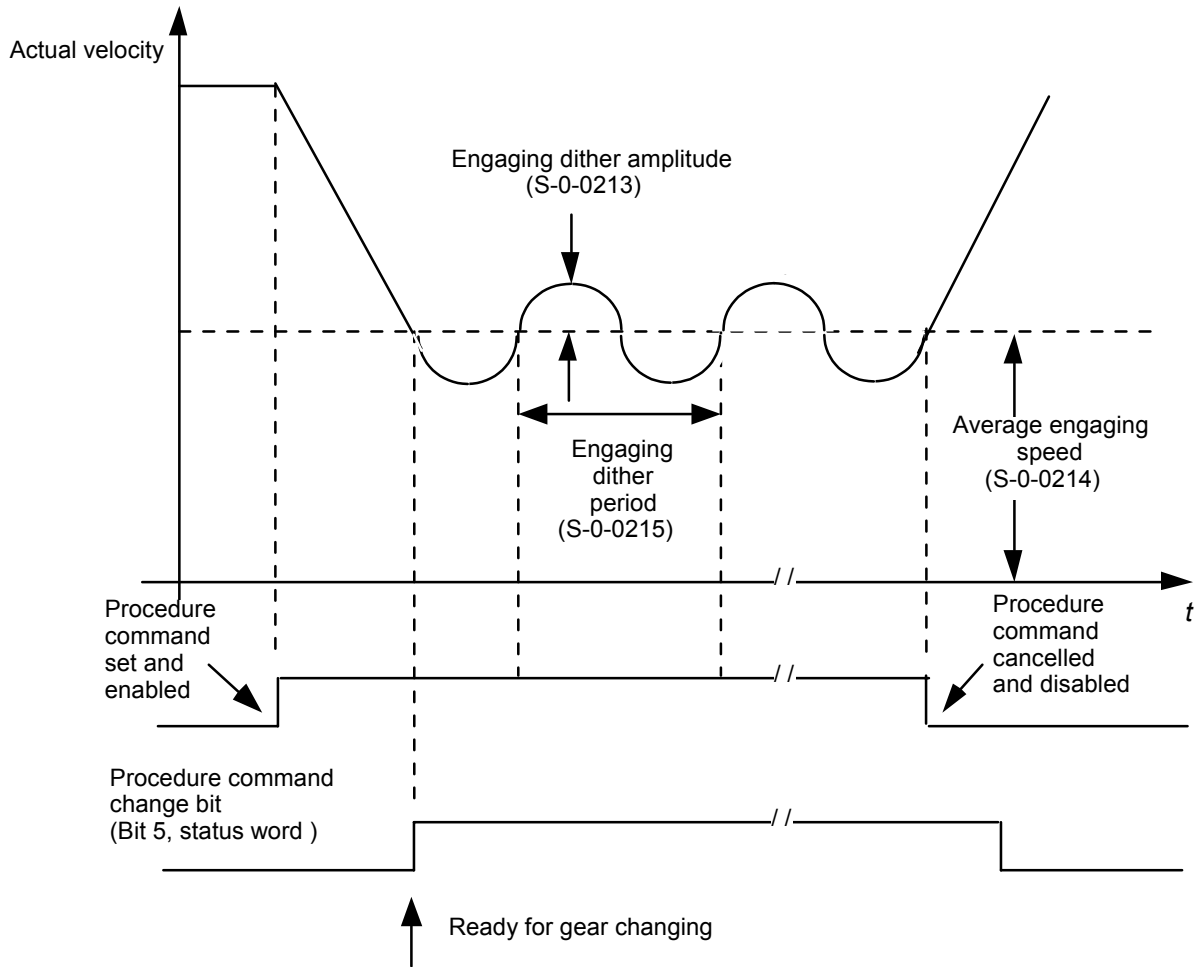 Actual velocity
Engaging dither amplitude
(S-0-0213)
Engaging
dither
period
(S-0-0215)
Average engaging
speed
(S-0-0214)
//
t
Procedure
command
set and
enabled
Procedure
command
cancelled
and disabled
//
Procedure command
change bit
(Bit 5, status word )
//
Ready for gear changing